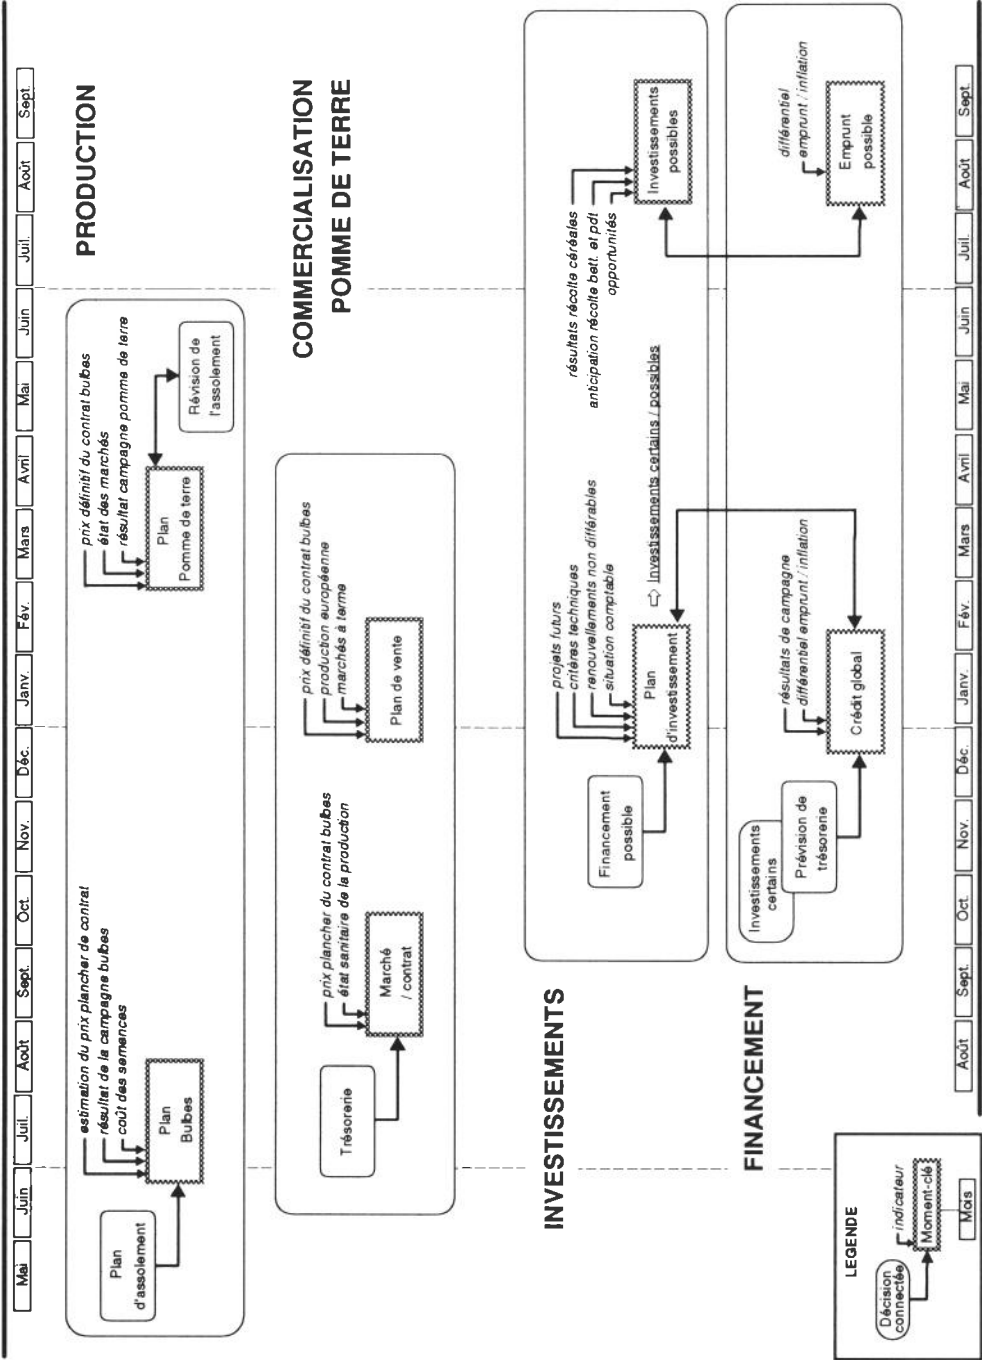 Mai
Juin
Juil.
Août
Sept.
Oct.
Nov.
Déc.
Janv.
Fév.
Mars
Avril
Mai
Juin
Juil.
Août
Sept.
PRODUCTION
Plan
d'assolement
estimation du prix plancher de contrat
résultat de la campagne bulbes
coût des semences
Plan
Bulbes
prix définitif du contrat bulbes
état des marchés
résultat campagne pomme de terre
Plan
Pomme de terre
Révision de
l'assolement
COMMERCIALISATION
POMME DE TERRE
Trésorerie
prix plancher du contrat bulbes
état sanitaire de la production
Marché
/ contrat
prix définitif du contrat bulbes
production européenne
marchés à terme
Plan de vente
INVESTISSEMENTS
Financement
possible
projets futurs
critères techniques
renouvellements non différables
situation comptable
Plan
d'investissement
⇨ Investissements certains / possibles
résultats récolte céréales
anticipation récolte bett. et pdt
opportunités
Investissements
possibles
FINANCEMENT
Investissements
certains
Prévision de
trésorerie
résultats de campagne
différentiel emprunt / inflation
Crédit global
différentiel
emprunt / inflation
Emprunt
possible
LEGENDE
Décision
connectée
indicateur
Moment-clé
Mois
Août
Sept.
Oct.
Nov.
Déc.
Janv.
Fév.
Mars
Avril
Mai
Juin
Juil.
Août
Sept.